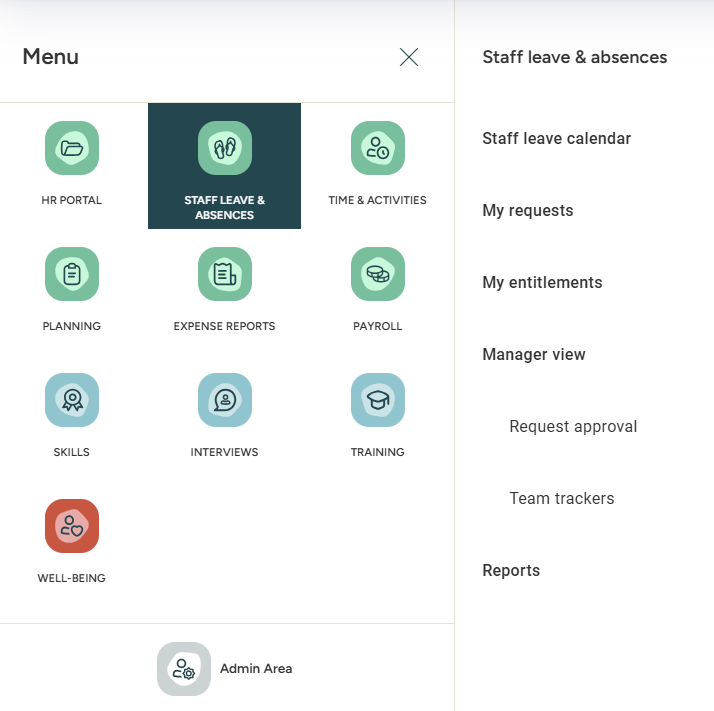 Menu
HR PORTAL
STAFF LEAVE &
ABSENCES
TIME & ACTIVITIES
PLANNING
EXPENSE REPORTS
PAYROLL
SKILLS
INTERVIEWS
TRAINING
WELL-BEING
Admin Area
Staff leave & absences
Staff leave calendar
My requests
My entitlements
Manager view
Request approval
Team trackers
Reports